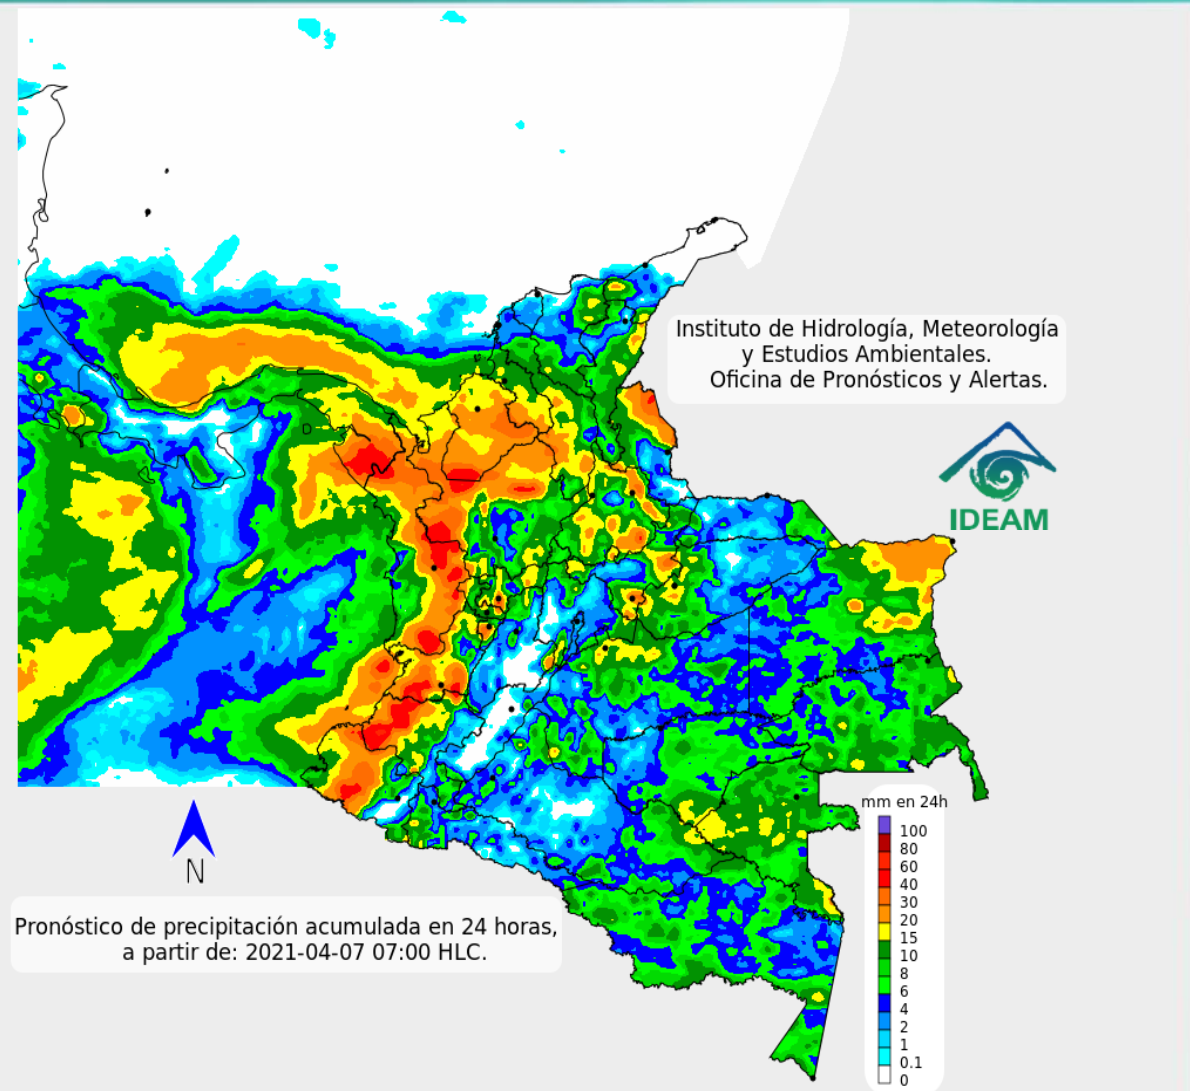 Instituto de Hidrología, Meteorología
y Estudios Ambientales.
Oficina de Pronósticos y Alertas.
IDEAM
mm en 24h
100
80
60
40
30
20
15
10
8
6
4
2
1
0.1
0
N
Pronóstico de precipitación acumulada en 24 horas,
a partir de: 2021-04-07 07:00 HLC.